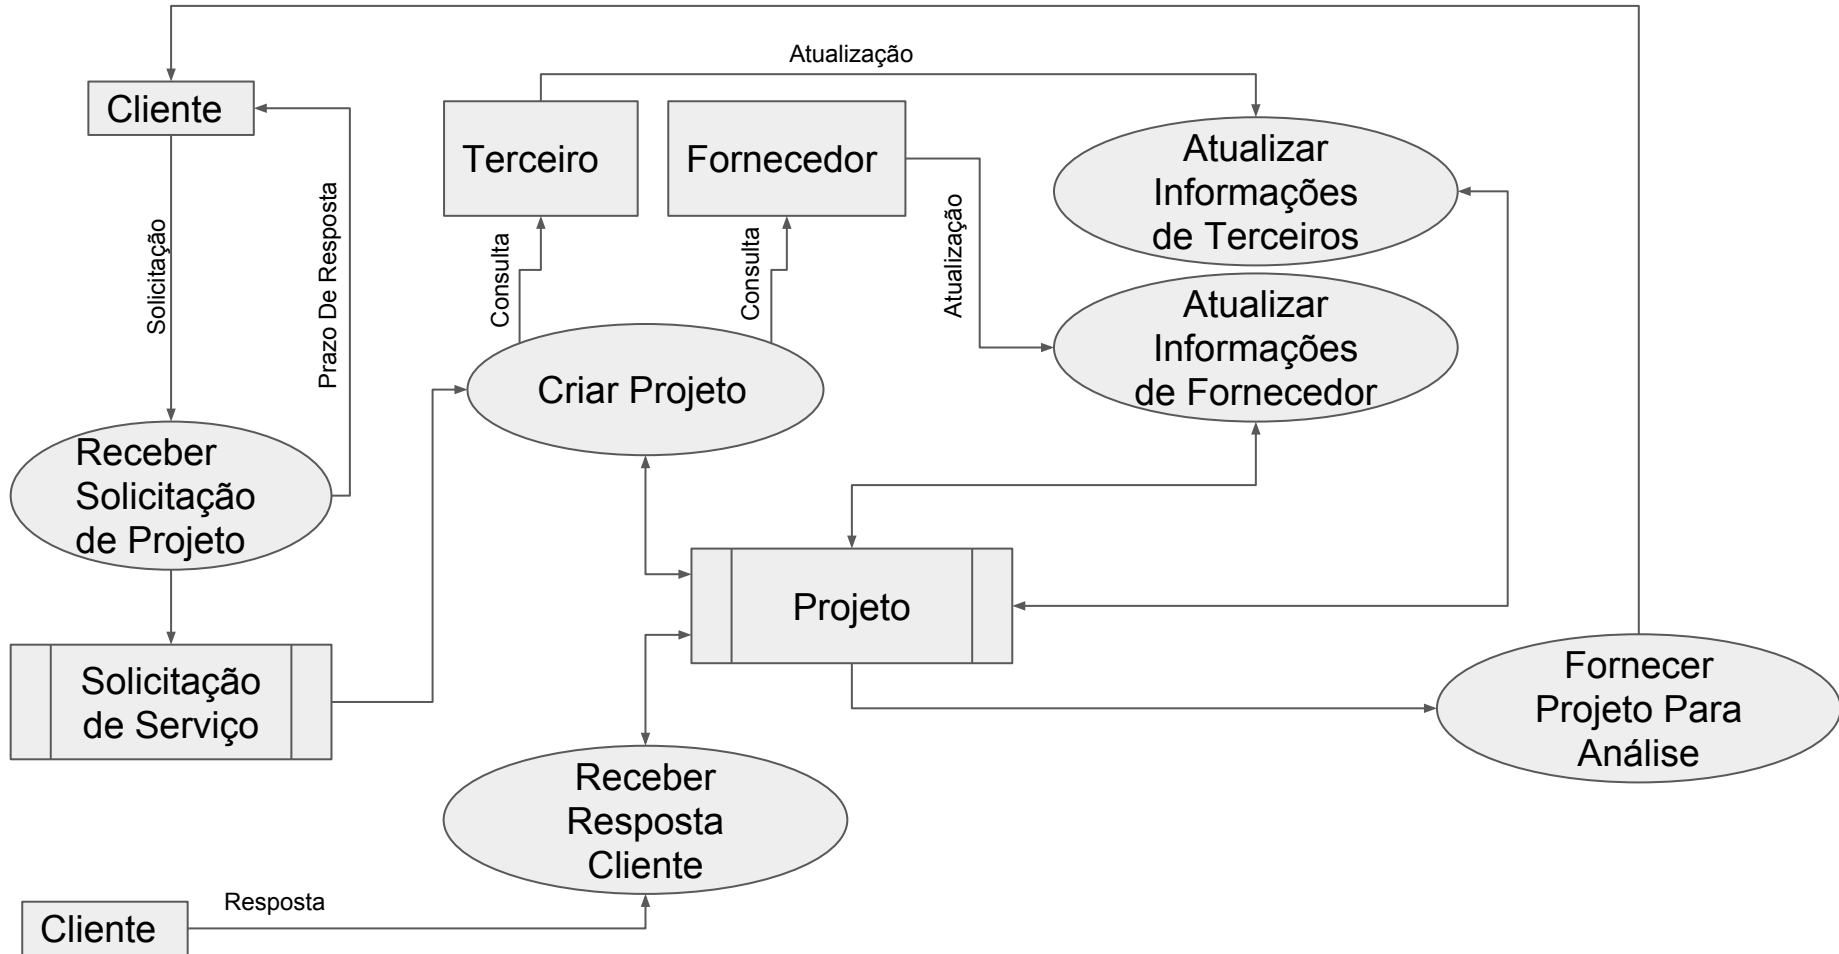 Atualização
Cliente
Terceiro
Fornecedor
Atualizar
Informações
de Terceiros
Solicitação
Prazo De Resposta
Consulta
Consulta
Atualização
Atualizar
Informações
de Fornecedor
Criar Projeto
Receber
Solicitação
de Projeto
Projeto
Solicitação
de Serviço
Fornecer
Projeto Para
Análise
Receber
Resposta
Cliente
Resposta
Cliente